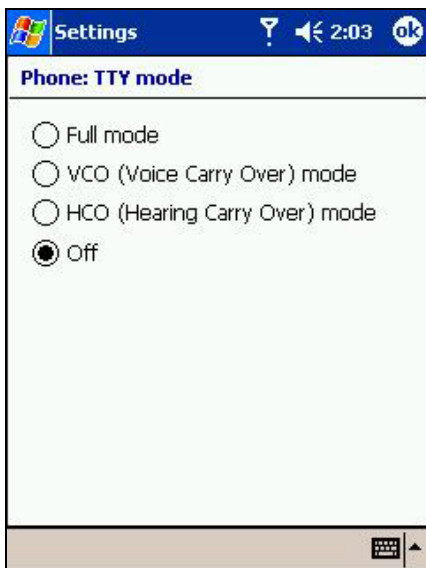 Settings 2:03 ok
Phone: TTY mode
Full mode
VCO (Voice Carry Over) mode
HCO (Hearing Carry Over) mode
Off